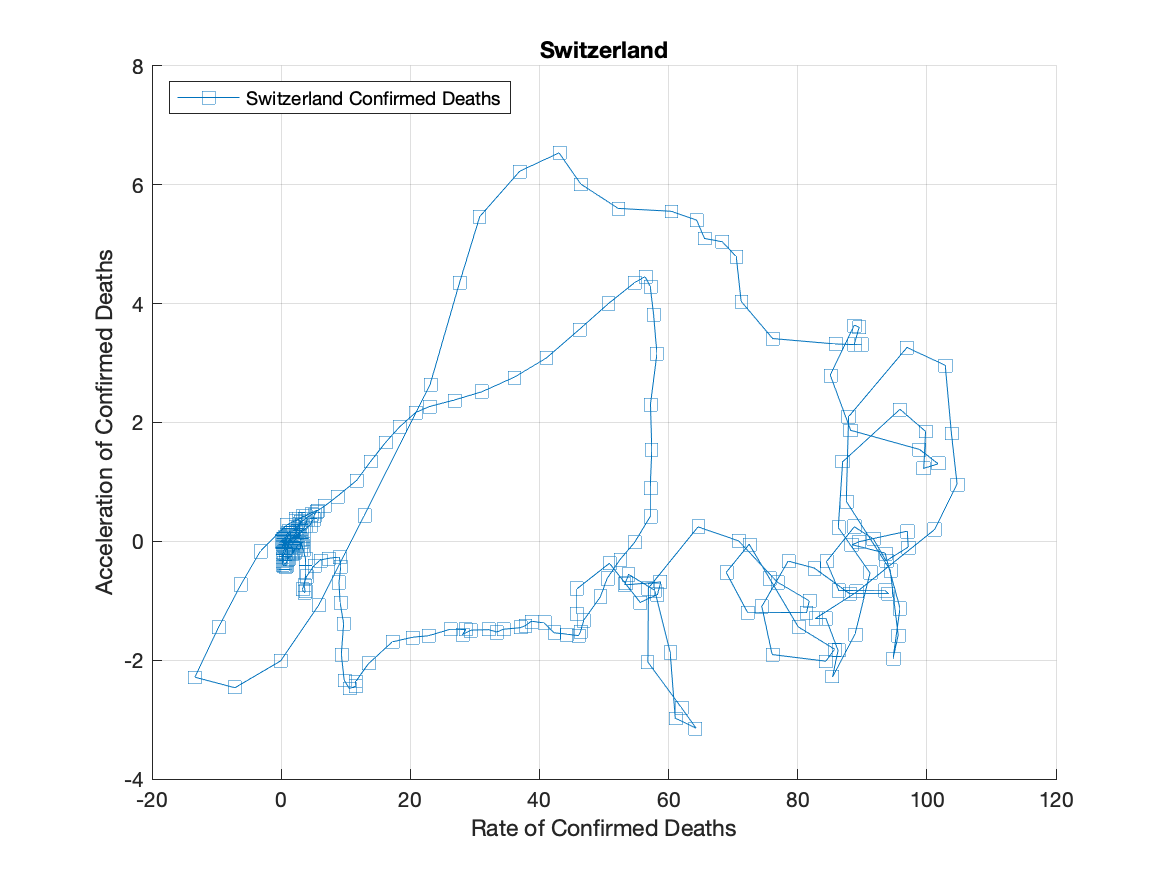 Switzerland
Switzerland Confirmed Deaths
8
6
4
2
0
-2
-4
Acceleration of Confirmed Deaths
-20 0 20 40 60 80 100 120
Rate of Confirmed Deaths